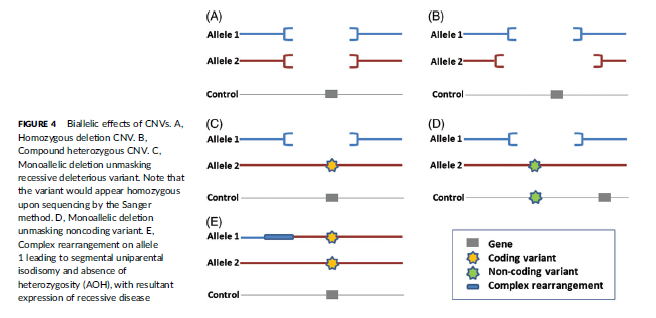 (A)
Allele 1
Allele 2
Control
(B)
Allele 1
Allele 2
Control
FIGURE 4 Biallelic effects of CNVs. A,
Homozygous deletion CNV. B,
Compound heterozygous CNV. C,
Monoallelic deletion unmasking
recessive deleterious variant. Note that
the variant would appear homozygous
upon sequencing by the Sanger
method. D, Monoallelic deletion
unmasking noncoding variant. E,
Complex rearrangement on allele
1 leading to segmental uniparental
isodisomy and absence of
heterozygosity (AOH), with resultant
expression of recessive disease
(C)
Allele 1
Allele 2
Control
(D)
Allele 1
Allele 2
Control
(E)
Allele 1
Allele 2
Control
Gene
Coding variant
Non-coding variant
Complex rearrangement